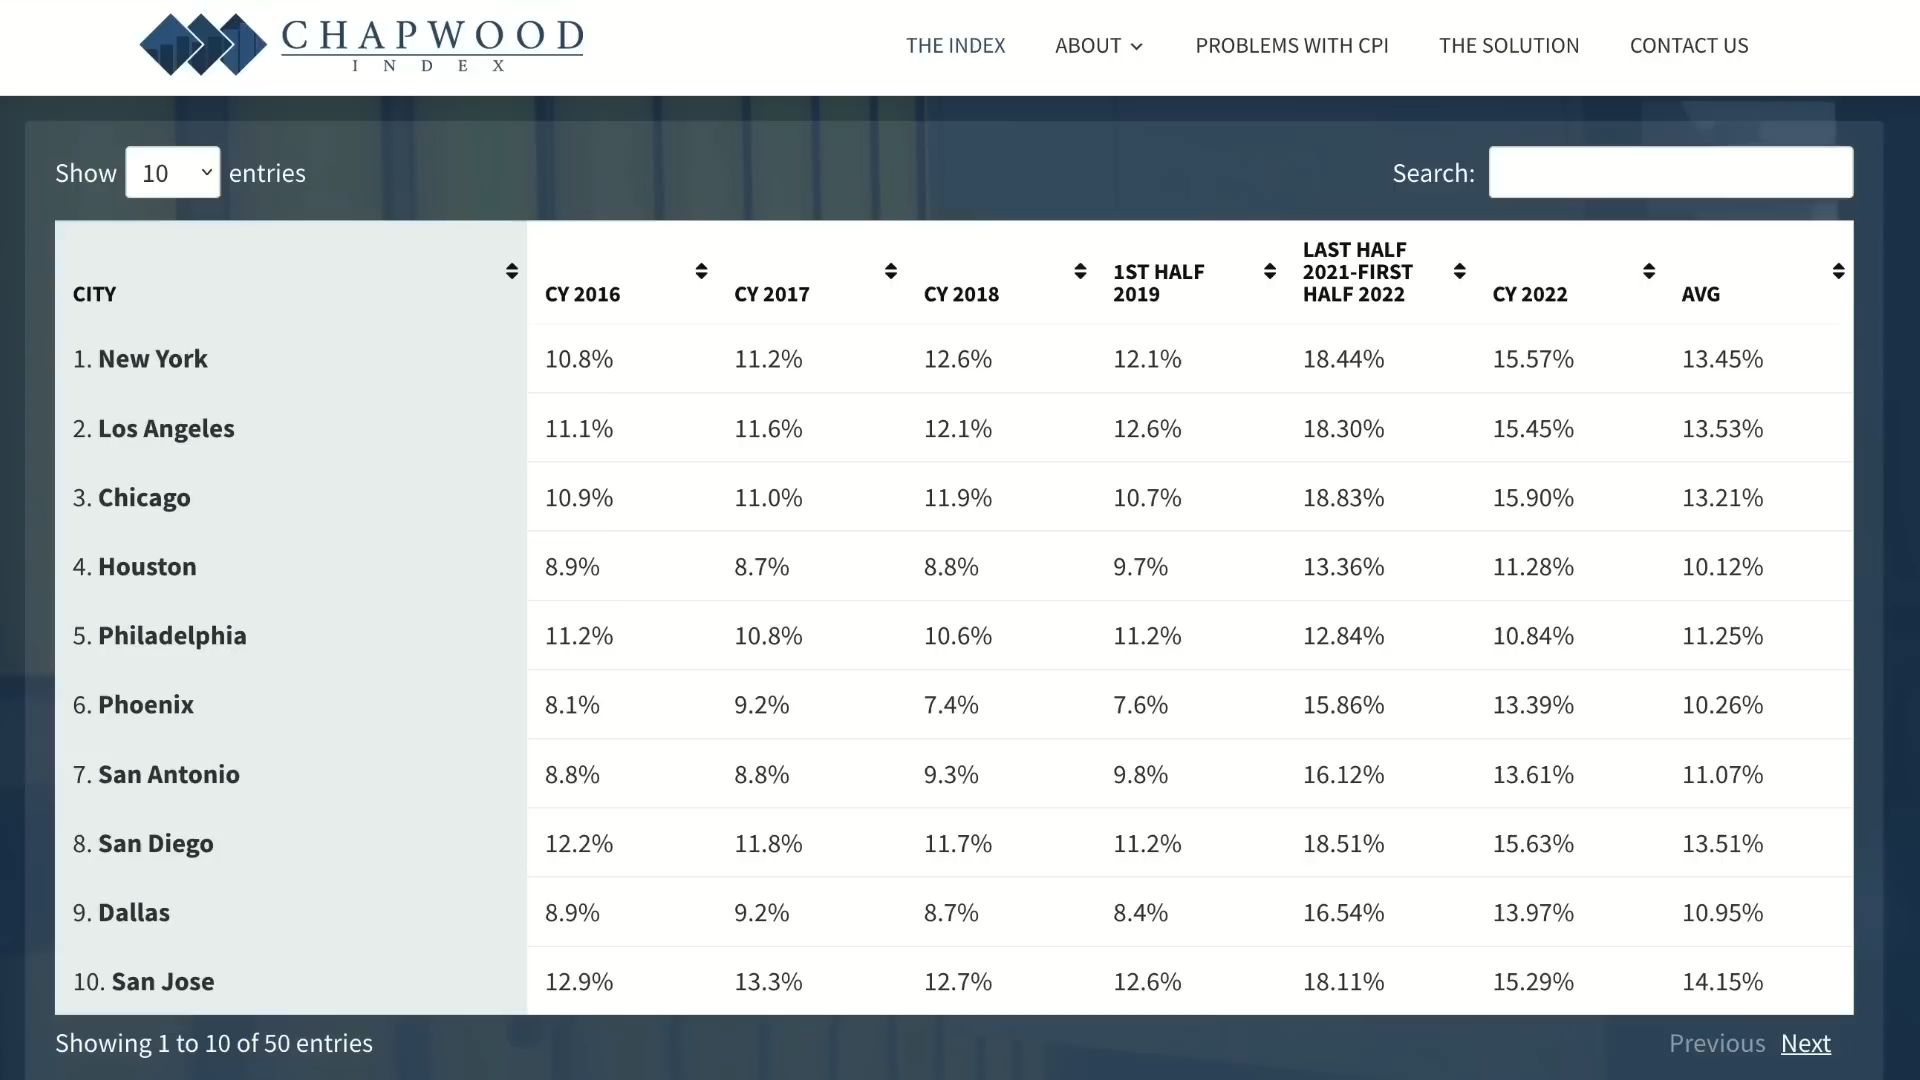 CHAPWOOD
INDEX
THE INDEX ABOUT PROBLEMS WITH CPI THE SOLUTION CONTACT US
Show 10 entries Search:
CITY CY 2016 CY 2017 CY 2018 1ST HALF 2019 LAST HALF 2021-FIRST HALF 2022 CY 2022 AVG
1. New York 10.8% 11.2% 12.6% 12.1% 18.44% 15.57% 13.45%
2. Los Angeles 11.1% 11.6% 12.1% 12.6% 18.30% 15.45% 13.53%
3. Chicago 10.9% 11.0% 11.9% 10.7% 18.83% 15.90% 13.21%
4. Houston 8.9% 8.7% 8.8% 9.7% 13.36% 11.28% 10.12%
5. Philadelphia 11.2% 10.8% 10.6% 11.2% 12.84% 10.84% 11.25%
6. Phoenix 8.1% 9.2% 7.4% 7.6% 15.86% 13.39% 10.26%
7. San Antonio 8.8% 8.8% 9.3% 9.8% 16.12% 13.61% 11.07%
8. San Diego 12.2% 11.8% 11.7% 11.2% 18.51% 15.63% 13.51%
9. Dallas 8.9% 9.2% 8.7% 8.4% 16.54% 13.97% 10.95%
10. San Jose 12.9% 13.3% 12.7% 12.6% 18.11% 15.29% 14.15%
Showing 1 to 10 of 50 entries Previous Next